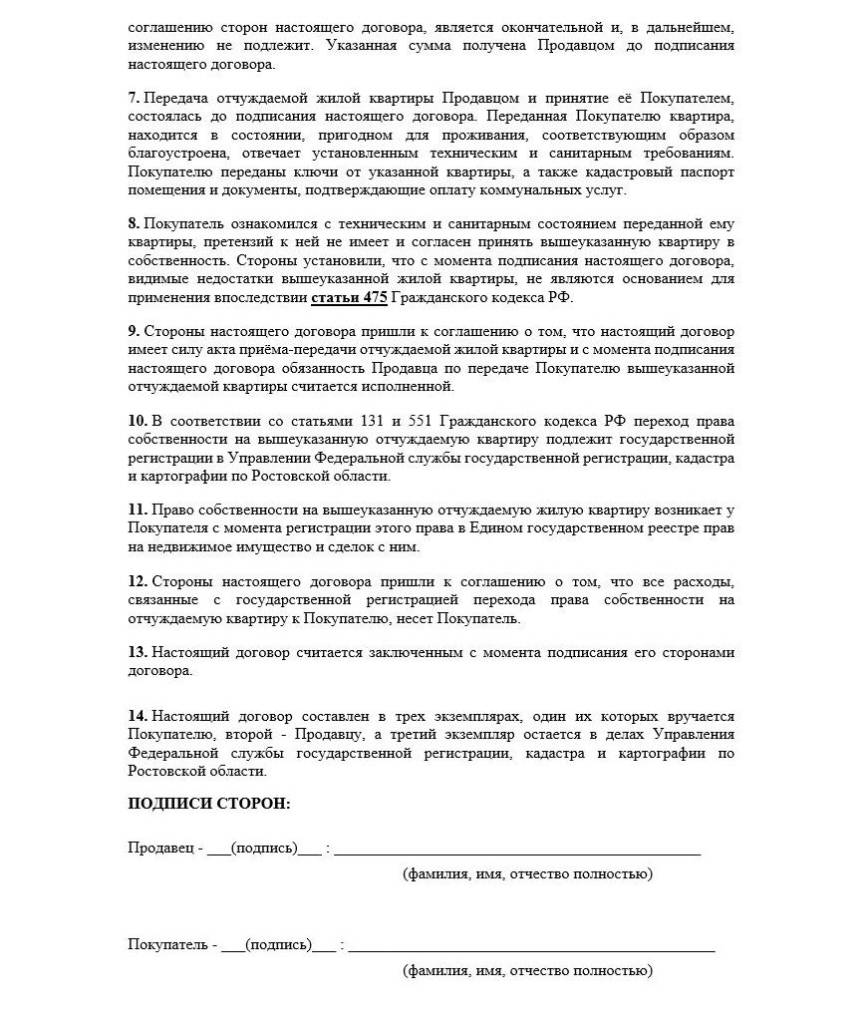 соглашению сторон настоящего договора, является окончательной и, в дальнейшем,
изменению не подлежит. Указанная сумма получена Продавцом до подписания
настоящего договора.
7. Передача отчуждаемой жилой квартиры Продавцом и принятие её Покупателем,
состоялась до подписания настоящего договора. Переданная Покупателю квартира,
находится в состоянии, пригодном для проживания, соответствующим образом
благоустроена, отвечает установленным техническим и санитарным требованиям.
Покупателю переданы ключи от указанной квартиры, а также кадастровый паспорт
помещения и документы, подтверждающие оплату коммунальных услуг.
8. Покупатель ознакомился с техническим и санитарным состоянием переданной ему
квартиры, претензий к ней не имеет и согласен принять вышеуказанную квартиру в
собственность. Стороны установили, что с момента подписания настоящего договора,
видимые недостатки вышеуказанной жилой квартиры, не являются основанием для
применения впоследствии статьи 475 Гражданского кодекса РФ.
9. Стороны настоящего договора пришли к соглашению о том, что настоящий договор
имеет силу акта приёма-передачи отчуждаемой жилой квартиры и с момента подписания
настоящего договора обязанность Продавца по передаче Покупателю вышеуказанной
отчуждаемой квартиры считается исполненной.
10. В соответствии со статьями 131 и 551 Гражданского кодекса РФ переход права
собственности на вышеуказанную отчуждаемую квартиру подлежит государственной
регистрации в Управлении Федеральной службы государственной регистрации, кадастра
и картографии по Ростовской области.
11. Право собственности на вышеуказанную отчуждаемую жилую квартиру возникает у
Покупателя с момента регистрации этого права в Едином государственном реестре прав
на недвижимое имущество и сделок с ним.
12. Стороны настоящего договора пришли к соглашению о том, что все расходы,
связанные с государственной регистрацией перехода права собственности на
отчуждаемую квартиру к Покупателю, несет Покупатель.
13. Настоящий договор считается заключенным с момента подписания его сторонами
договора.
14. Настоящий договор составлен в трех экземплярах, один их которых вручается
Покупателю, второй - Продавцу, а третий экземпляр остается в делах Управления
Федеральной службы государственной регистрации, кадастра и картографии по
Ростовской области.
ПОДПИСИ СТОРОН:
Продавец - ___(подпись)___ : _______________________________________________
(фамилия, имя, отчество полностью)
Покупатель - ___(подпись)___ : _______________________________________________
(фамилия, имя, отчество полностью)